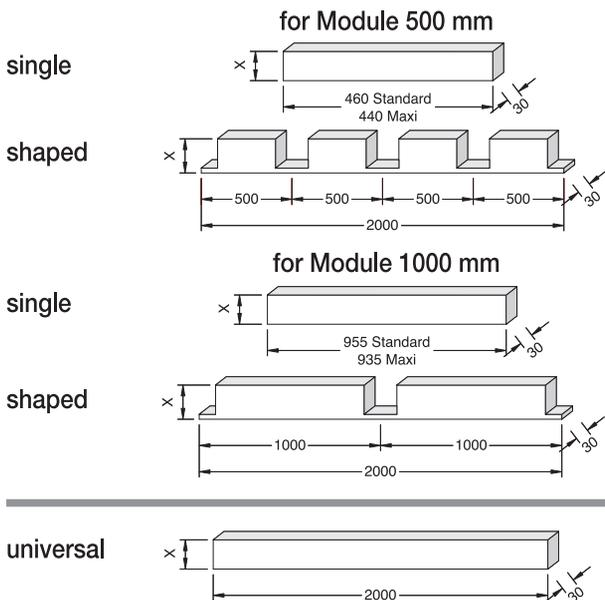 for Module 500 mm
single
X
460 Standard
440 Maxi
30
shaped
X
500 500 500 500
30
2000
for Module 1000 mm
single
X
955 Standard
935 Maxi
30
shaped
X
1000 1000
30
2000
universal
X
2000
30